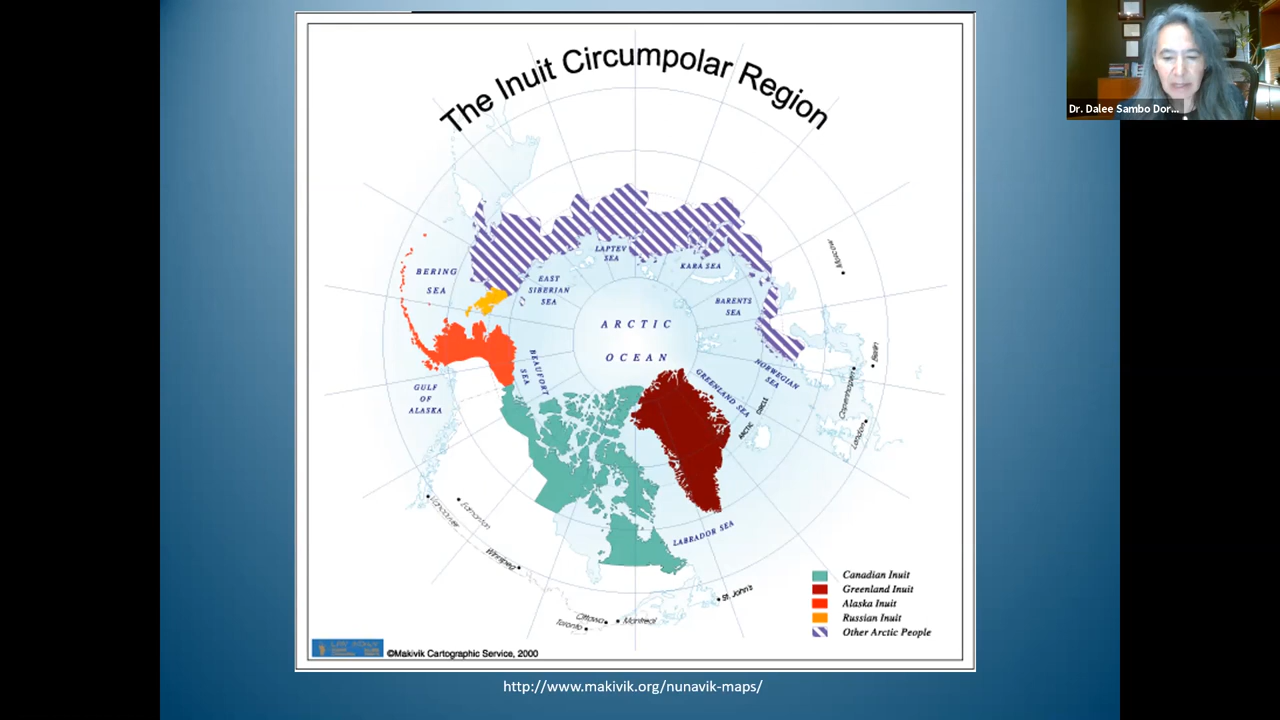 The Inuit Circumpolar Region
Dr. Dalee Sambo Dor...
LAPTEV
SEA
KARA SEA
Moscow
BERING
SEA
EAST
SIBERIAN
SEA
BARENTS
SEA
ARCTIC
OCEAN
BEAUFORT
SEA
GULF
OF
ALASKA
GREENLAND SEA
NORWEGIAN
SEA
ARCTIC CIRCLE
Berlin
Copenhagen
London
LABRADOR SEA
Vancouver
Edmonton
Winnipeg
St. John's
Ottawa
Montreal
Toronto
Canadian Inuit
Greenland Inuit
Alaska Inuit
Russian Inuit
Other Arctic People
©Makivik Cartographic Service, 2000
http://www.makivik.org/nunavik-maps/